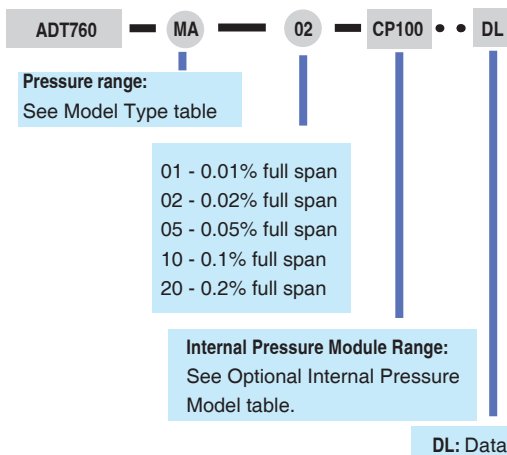 ADT760 — MA — 02 — CP100 • • DL
Pressure range:
See Model Type table
01 - 0.01% full span
02 - 0.02% full span
05 - 0.05% full span
10 - 0.1% full span
20 - 0.2% full span
Internal Pressure Module Range:
See Optional Internal Pressure
Model table.
DL: Data